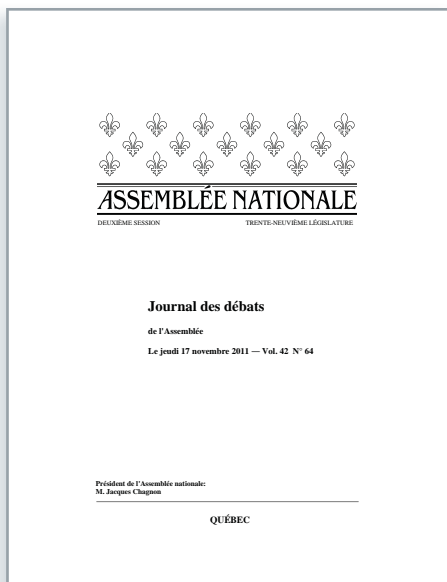 ASSEMBLÉE NATIONALE
DEUXIÈME SESSION TRENTE-NEUVIÈME LÉGISLATURE
Journal des débats
de l'Assemblée
Le jeudi 17 novembre 2011 — Vol. 42 N° 64
Président de l'Assemblée nationale:
M. Jacques Chagnon
QUÉBEC